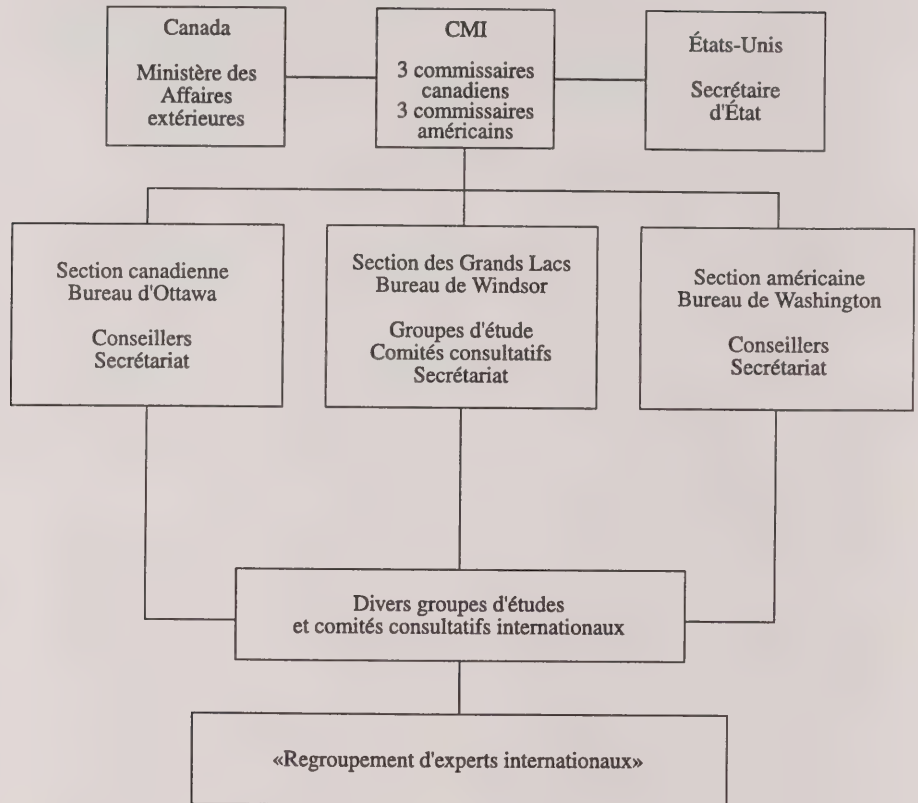 Canada
Ministère des
Affaires
extérieures
CMI
3 commissaires
canadiens
3 commissaires
américains
États-Unis
Secrétaire
d'État
Section canadienne
Bureau d'Ottawa
Conseillers
Secrétariat
Section des Grands Lacs
Bureau de Windsor
Groupes d'étude
Comités consultatifs
Secrétariat
Section américaine
Bureau de Washington
Conseillers
Secrétariat
Divers groupes d'études
et comités consultatifs internationaux
«Regroupement d'experts internationaux»